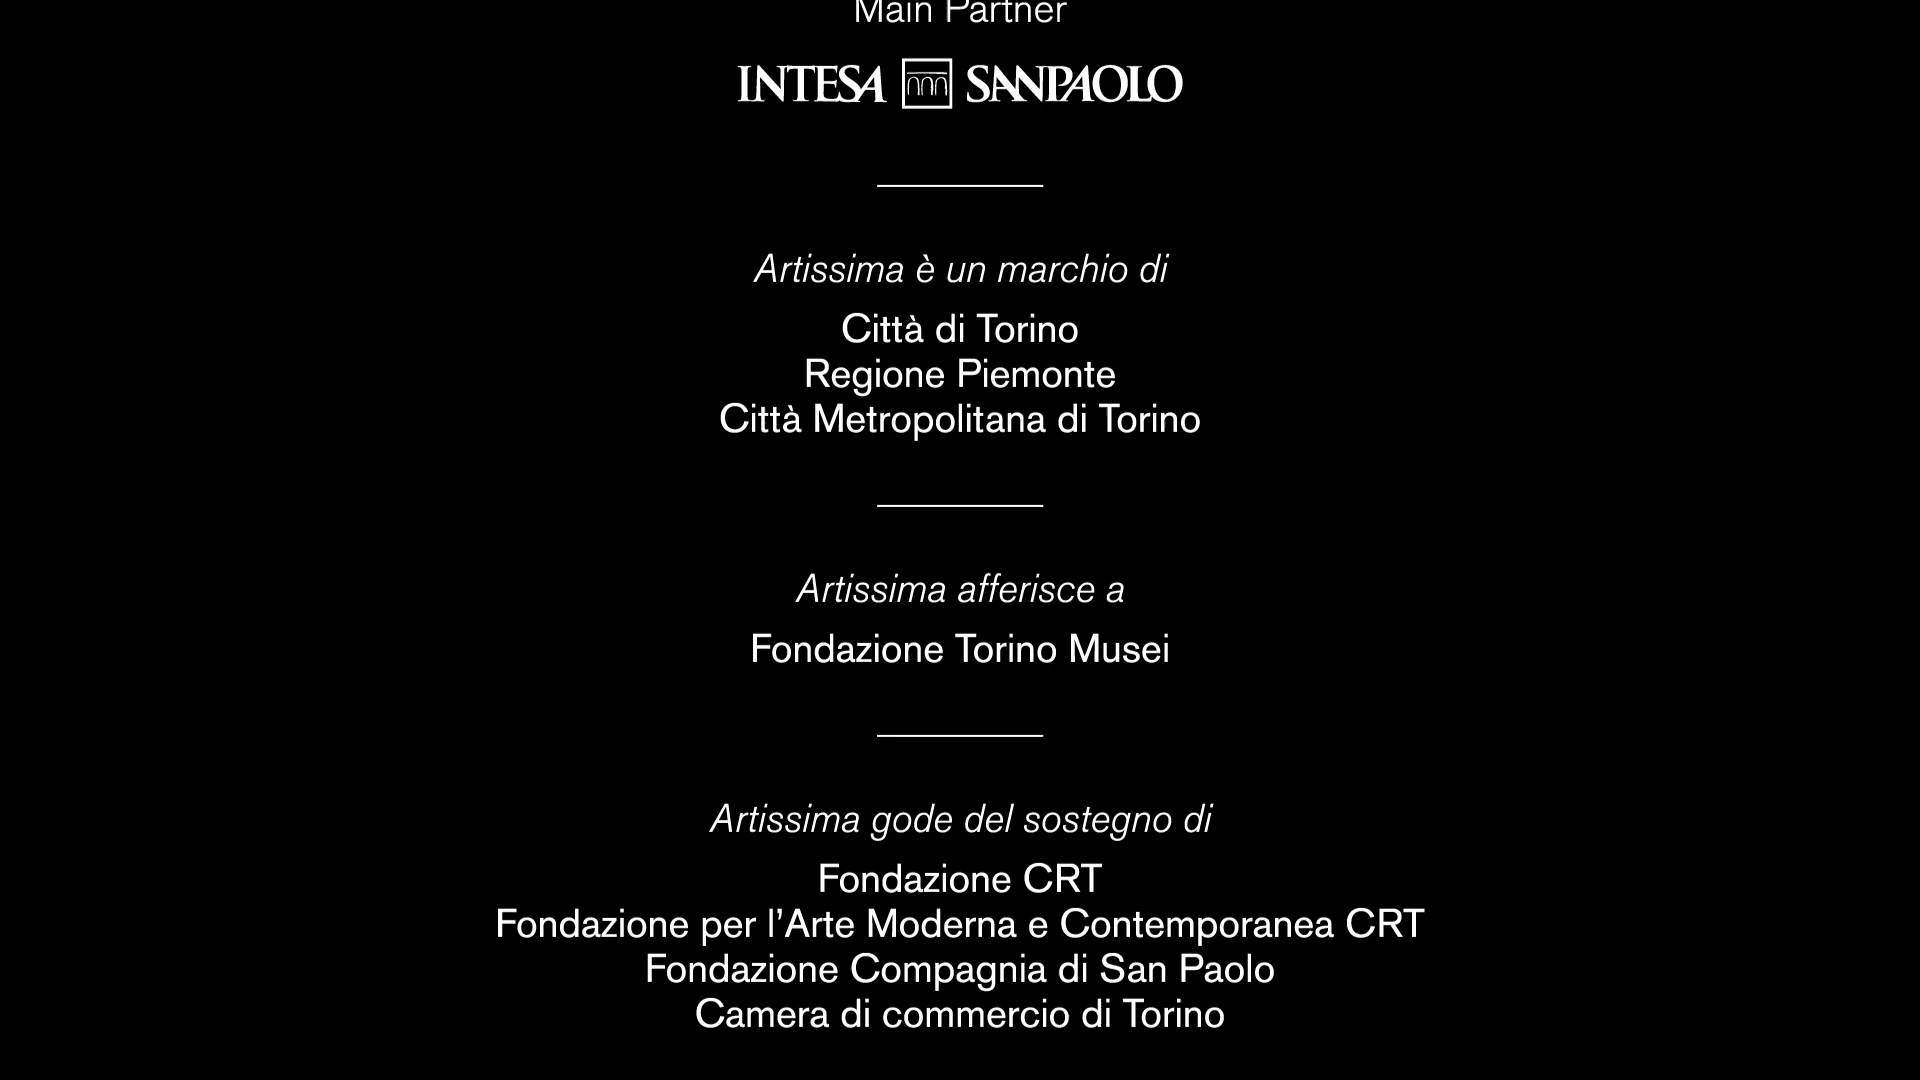 Main Partner
INTESA SANPAOLO
Artissima è un marchio di
Città di Torino
Regione Piemonte
Città Metropolitana di Torino
Artissima afferisce a
Fondazione Torino Musei
Artissima gode del sostegno di
Fondazione CRT
Fondazione per l’Arte Moderna e Contemporanea CRT
Fondazione Compagnia di San Paolo
Camera di commercio di Torino